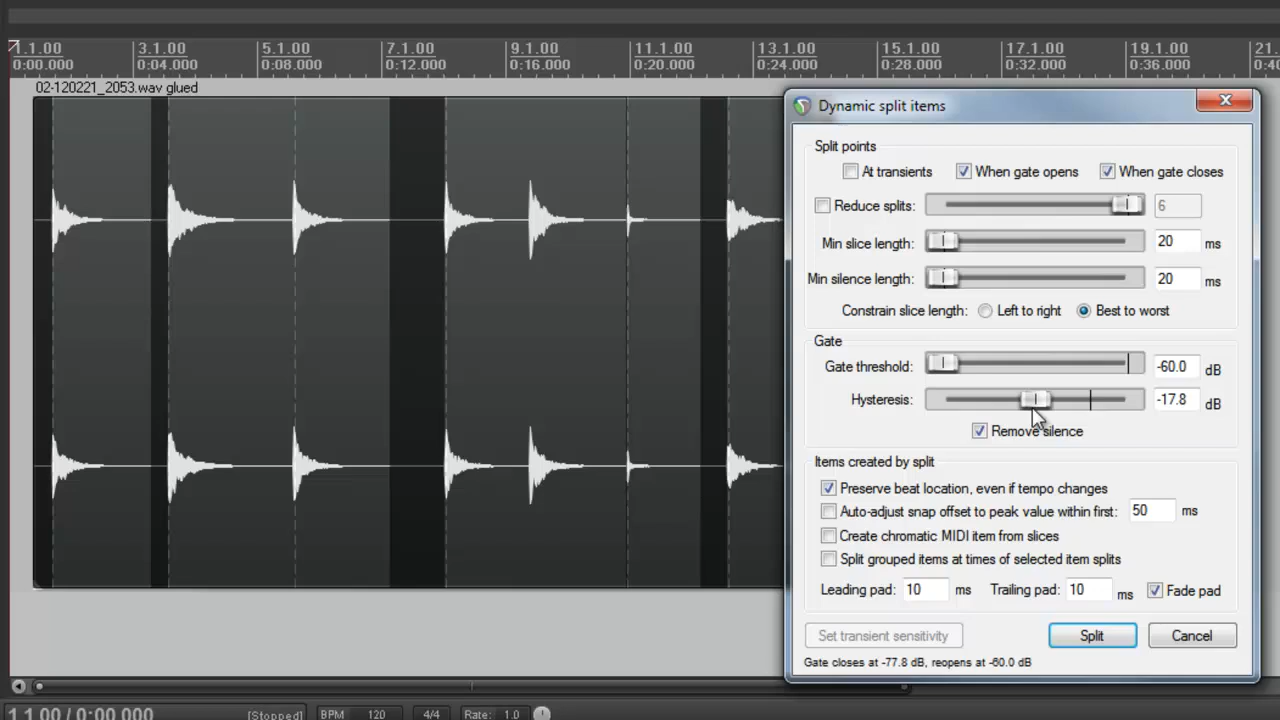 1.1.00 3.1.00 5.1.00 7.1.00 9.1.00 11.1.00 13.1.00 15.1.00 17.1.00 19.1.00 21.
0:00.000 0:04.000 0:08.000 0:12.000 0:16.000 0:20.000 0:24.000 0:28.000 0:32.000 0:36.000 0:40
02-120221_2053.wav glued
Dynamic split items
Split points
At transients When gate opens When gate closes
Reduce splits: 6
Min slice length: 20 ms
Min silence length: 20 ms
Constrain slice length: Left to right Best to worst
Gate
Gate threshold: -60.0 dB
Hysteresis: -17.8 dB
Remove silence
Items created by split
Preserve beat location, even if tempo changes
Auto-adjust snap offset to peak value within first: 50 ms
Create chromatic MIDI item from slices
Split grouped items at times of selected item splits
Leading pad: 10 ms Trailing pad: 10 ms Fade pad
Set transient sensitivity Split Cancel
Gate closes at -77.8 dB, reopens at -60.0 dB
1.1.00 / 0:00.000 [Stopped] BPM 120 4/4 Rate: 1.0